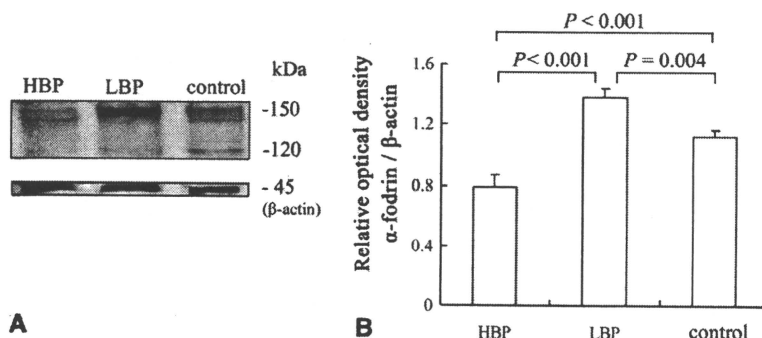 kDa
HBP LBP control
-150
-120
- 45
(β-actin)
A
P < 0.001
P < 0.001 P = 0.004
Relative optical density
α-fodrin / β-actin
1.6
1.2
0.8
0.4
0
HBP LBP control
B